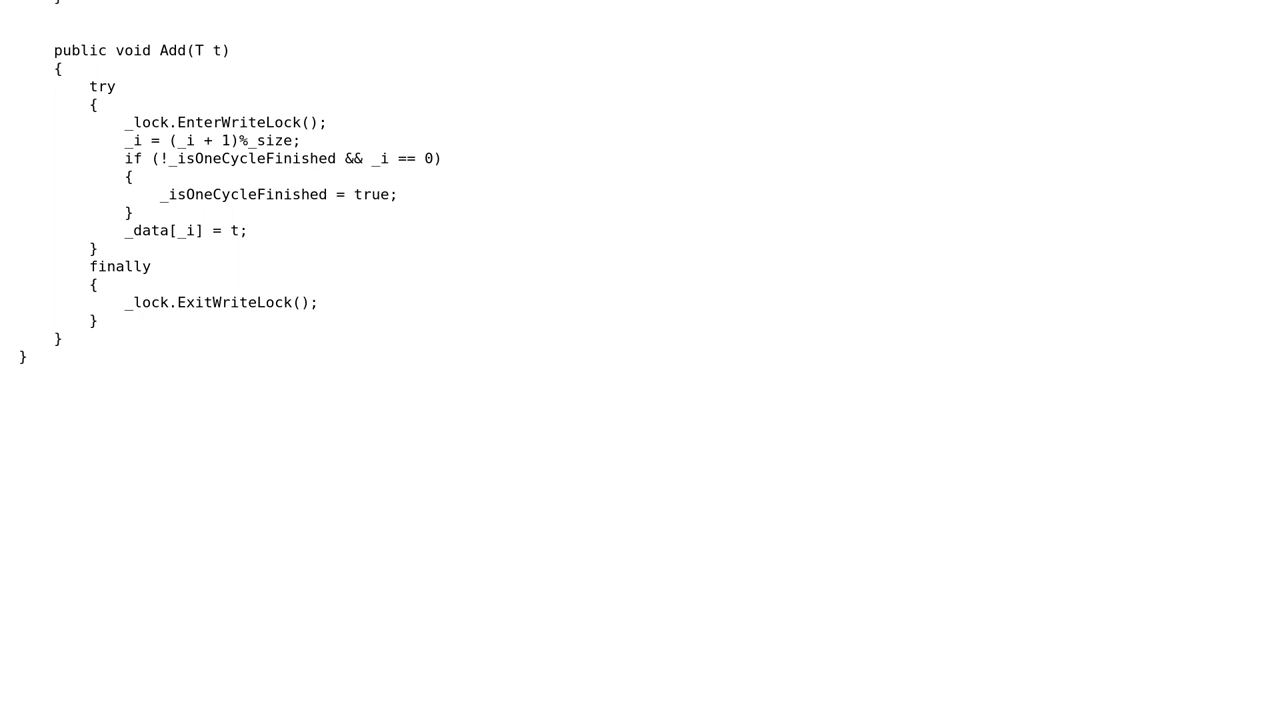 }
public void Add(T t)
{
try
{
_lock.EnterWriteLock();
_i = (_i + 1)%_size;
if (!_isOneCycleFinished && _i == 0)
{
_isOneCycleFinished = true;
}
_data[_i] = t;
}
finally
{
_lock.ExitWriteLock();
}
}
}